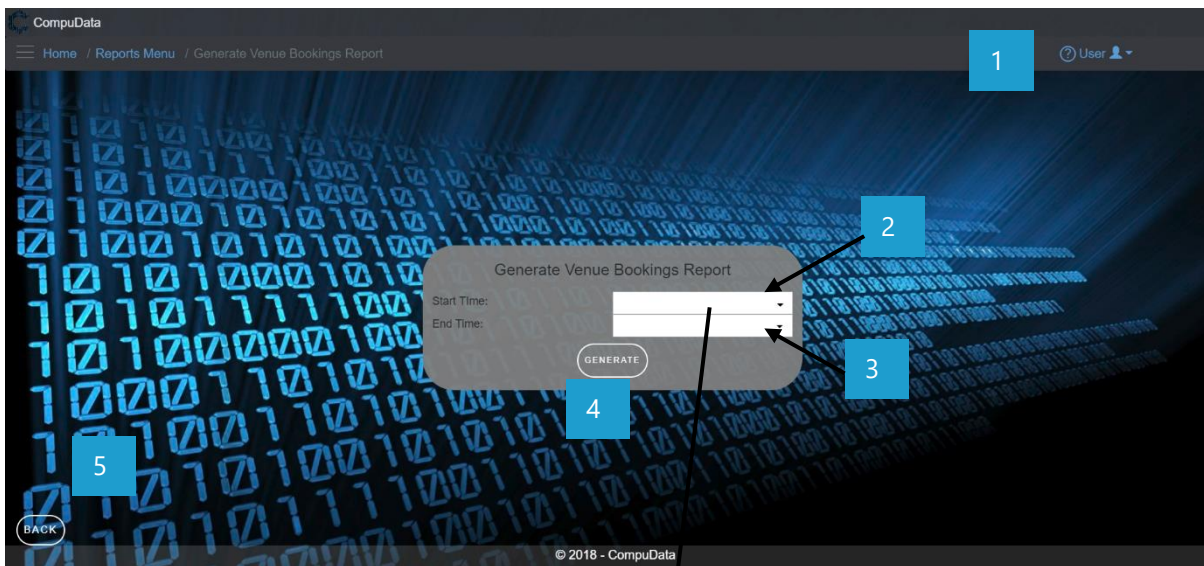 CompuData
Home / Reports Menu / Generate Venue Bookings Report
1
User
2
Generate Venue Bookings Report
Start Time:
End Time:
3
GENERATE
4
5
BACK
© 2018 - CompuData